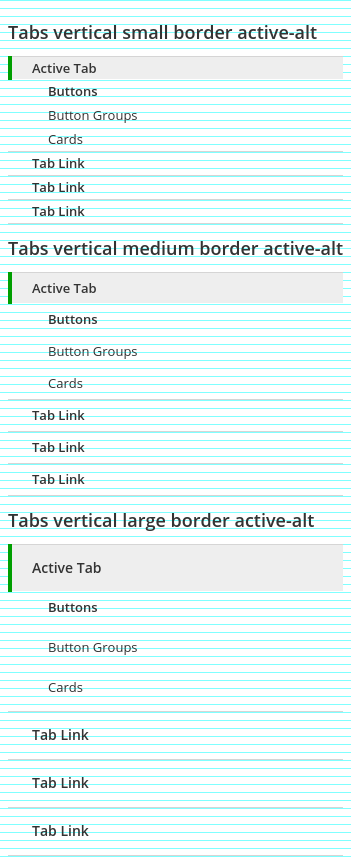 Tabs vertical small border active-alt
Active Tab
Buttons
Button Groups
Cards
Tab Link
Tab Link
Tab Link
Tabs vertical medium border active-alt
Active Tab
Buttons
Button Groups
Cards
Tab Link
Tab Link
Tab Link
Tabs vertical large border active-alt
Active Tab
Buttons
Button Groups
Cards
Tab Link
Tab Link
Tab Link